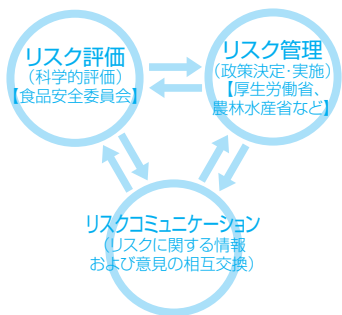 リスク評価
（科学的評価）
【食品安全委員会】
リスク管理
（政策決定・実施）
【厚生労働省、
農林水産省など】
リスクコミュニケーション
（リスクに関する情報
および意見の相互交換）